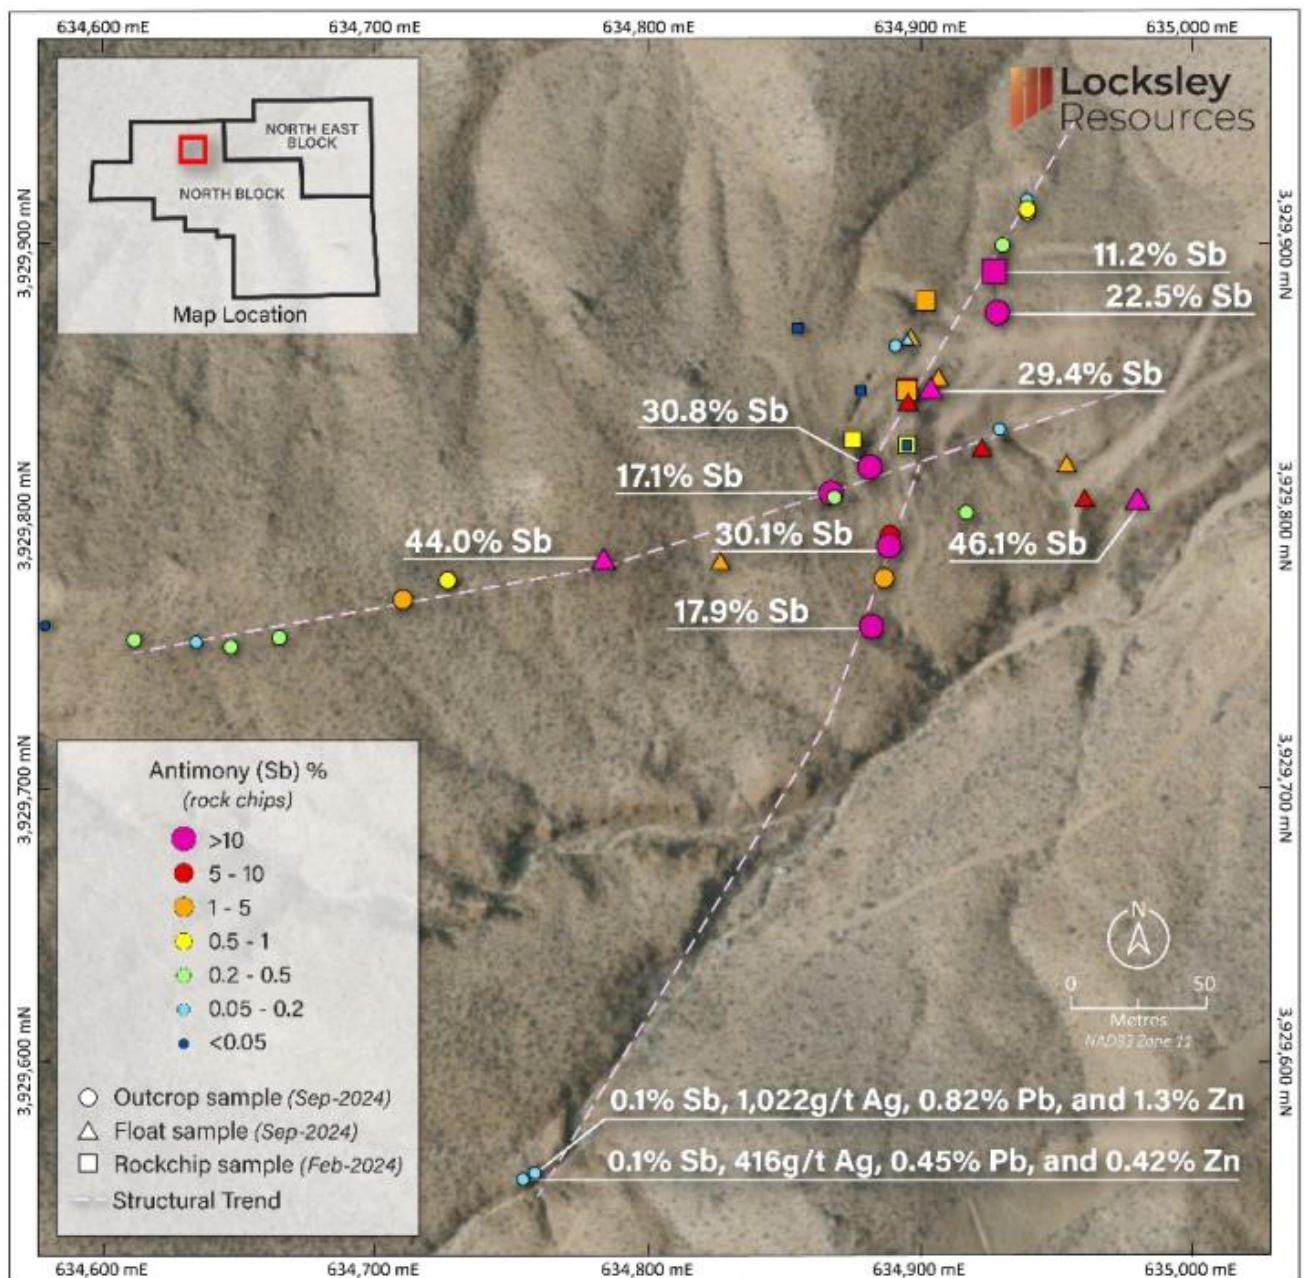 634,600 mE
634,700 mE
634,800 mE
634,900 mE
635,000 mE
Locksley
Resources
NORTH EAST
BLOCK
NORTH BLOCK
Map Location
3,929,900 mN
3,929,900 mN
11.2% Sb
22.5% Sb
29.4% Sb
30.8% Sb
17.1% Sb
3,929,800 mN
3,929,800 mN
44.0% Sb
30.1% Sb
46.1% Sb
17.9% Sb
3,929,700 mN
3,929,700 mN
Antimony (Sb) %
(rock chips)
>10
5 - 10
1 - 5
0.5 - 1
0.2 - 0.5
0.05 - 0.2
<0.05
N
0 50
Metres
NAD83 Zone 11
3,929,600 mN
3,929,600 mN
Outcrop sample (Sep-2024)
Float sample (Sep-2024)
Rockchip sample (Feb-2024)
Structural Trend
0.1% Sb, 1,022g/t Ag, 0.82% Pb, and 1.3% Zn
0.1% Sb, 416g/t Ag, 0.45% Pb, and 0.42% Zn
634,600 mE
634,700 mE
634,800 mE
634,900 mE
635,000 mE